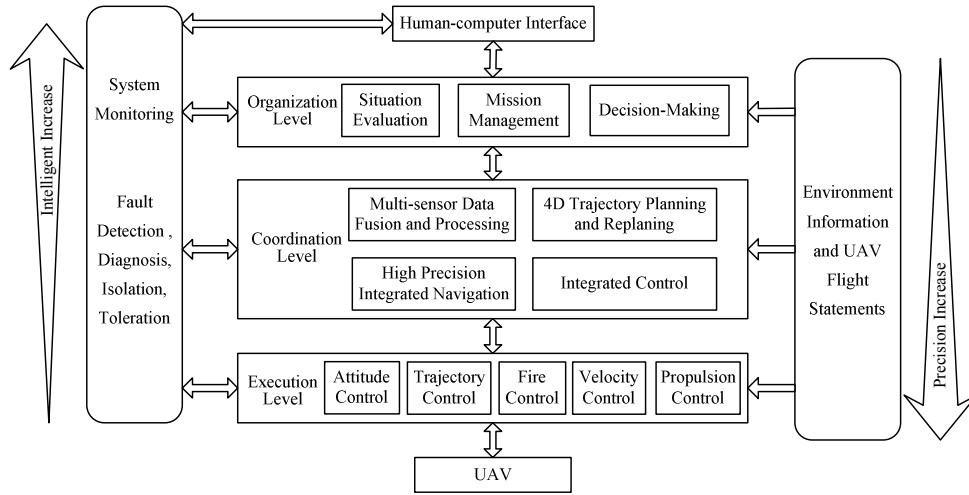 Human-computer Interface
Intelligent Increase
System
Monitoring
Fault
Detection ,
Diagnosis,
Isolation,
Toleration
Organization
Level
Situation
Evaluation
Mission
Management
Decision-Making
Coordination
Level
Multi-sensor Data
Fusion and Processing
4D Trajectory Planning
and Replaning
High Precision
Integrated Navigation
Integrated Control
Execution
Level
Attitude
Control
Trajectory
Control
Fire
Control
Velocity
Control
Propulsion
Control
UAV
Environment
Information
and UAV
Flight
Statements
Precision Increase